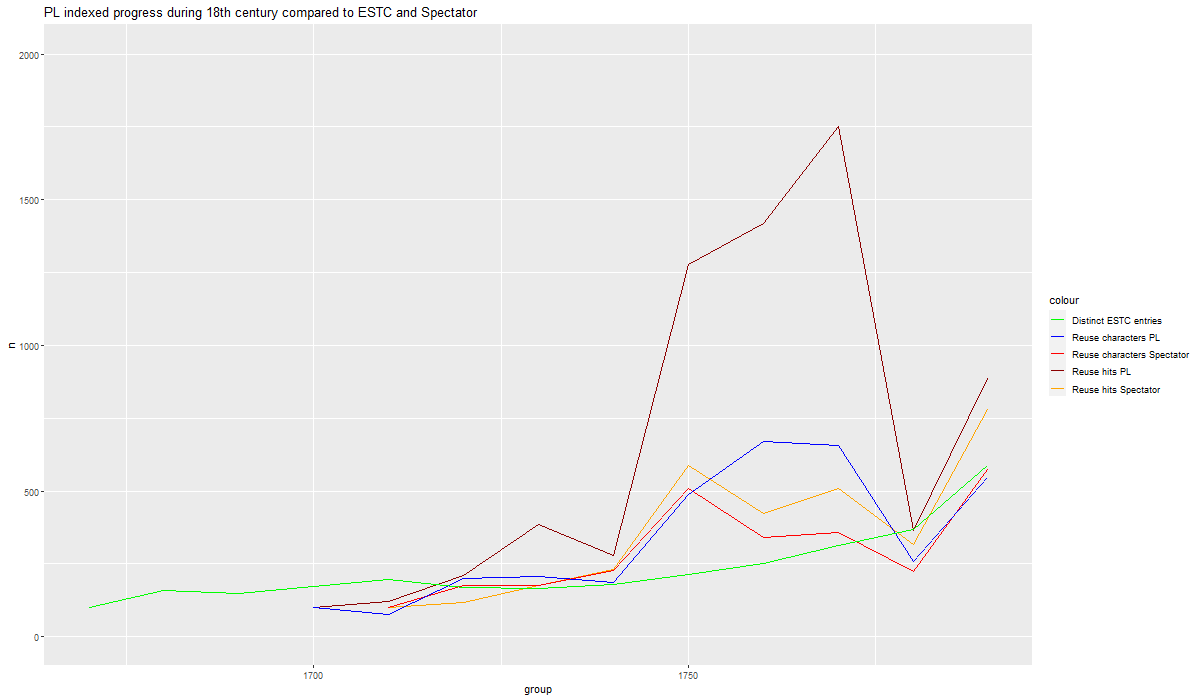 PL indexed progress during 18th century compared to ESTC and Spectator
2000
1500
1000
500
0
n
1700
1750
group
colour
Distinct ESTC entries
Reuse characters PL
Reuse characters Spectator
Reuse hits PL
Reuse hits Spectator